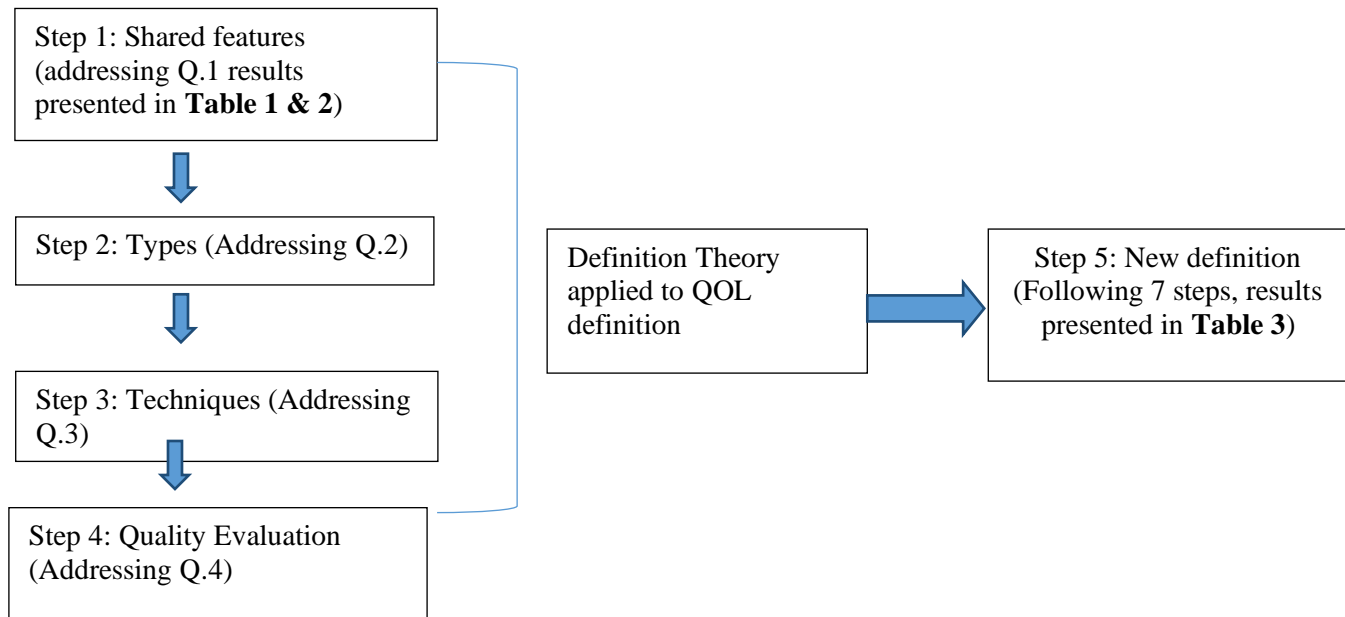 Step 1: Shared features
(addressing Q.1 results
presented in Table 1 & 2)
Step 2: Types (Addressing Q.2)
Step 3: Techniques (Addressing
Q.3)
Step 4: Quality Evaluation
(Addressing Q.4)
Definition Theory
applied to QOL
definition
Step 5: New definition
(Following 7 steps, results
presented in Table 3)